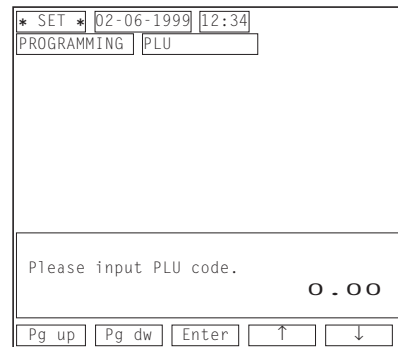 * SET * 02-06-1999 12:34
PROGRAMMING PLU
Please input PLU code.
0.00
Pg up Pg dw Enter ↑ ↓